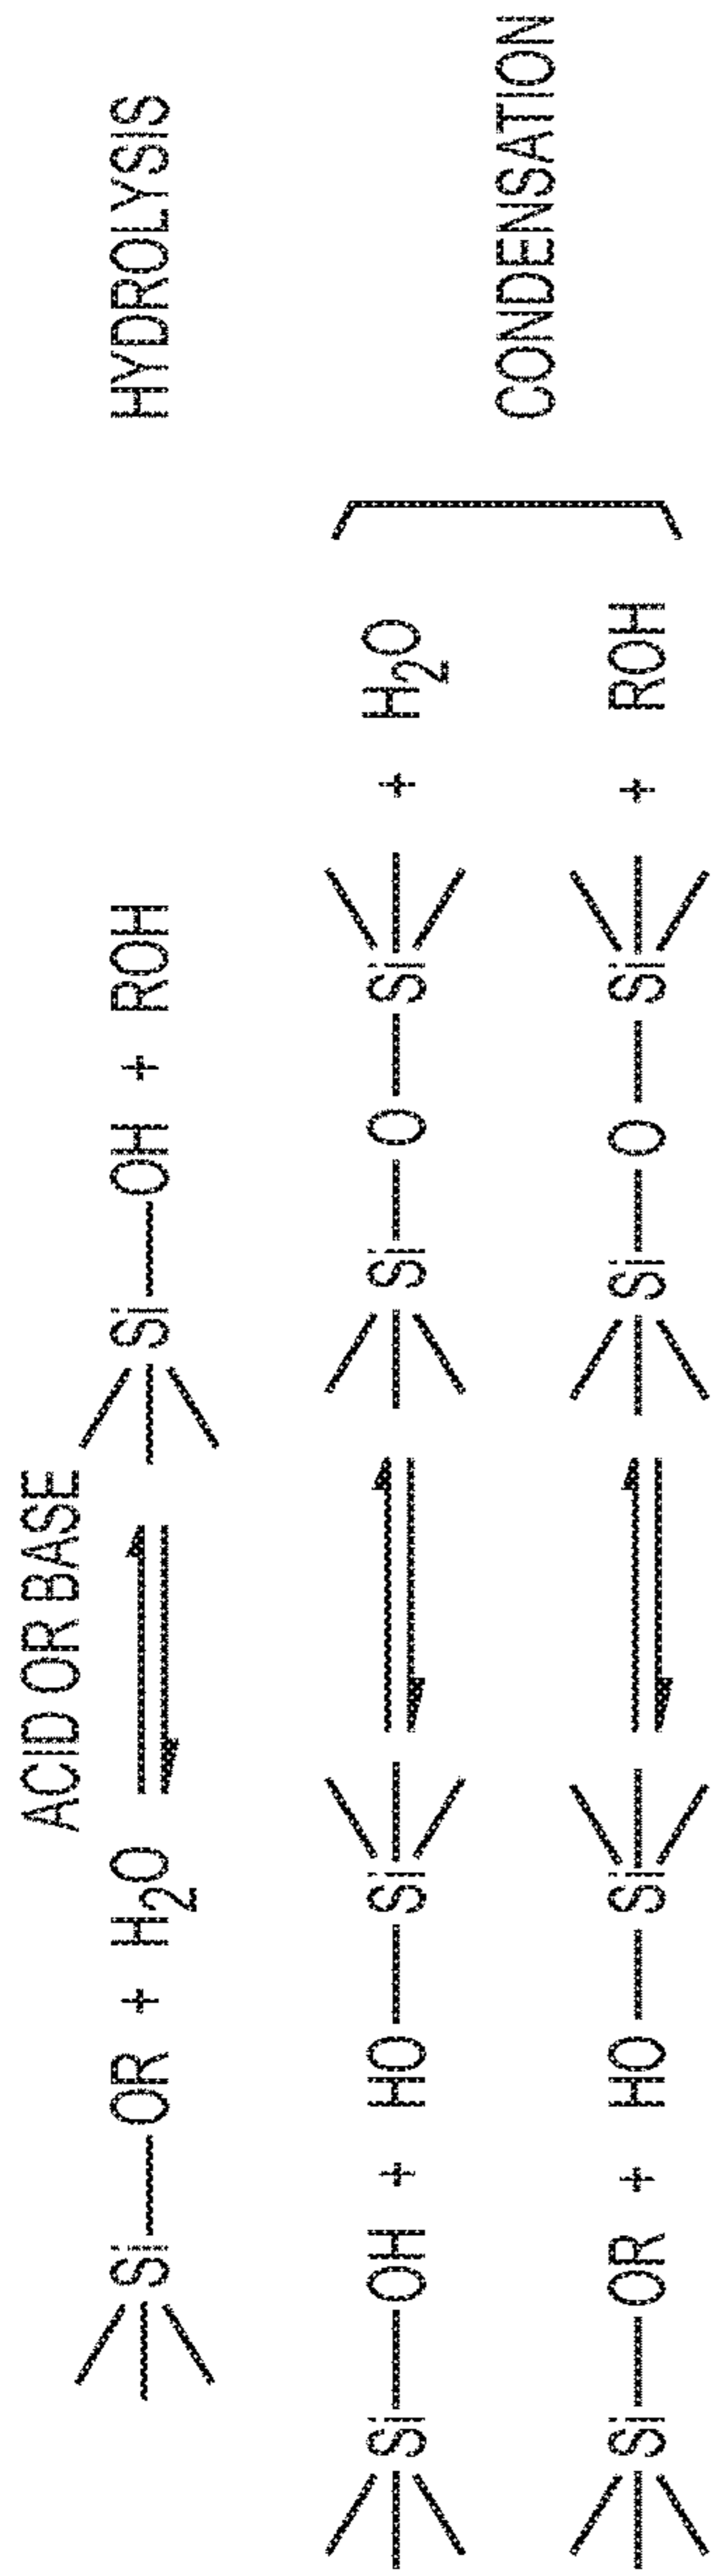 ACID OR BASE
Si—OR + H2O ⇌ Si—OH + ROH HYDROLYSIS
Si—OH + HO—Si ⇌ Si—O—Si + H2O
CONDENSATION
Si—OR + HO—Si ⇌ Si—O—Si + ROH